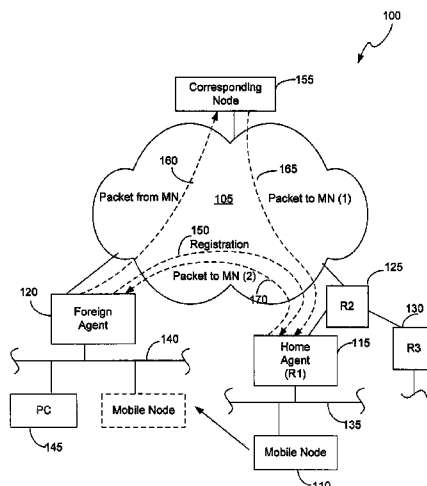 100
Corresponding
Node
155
160
165
Packet from MN
105
Packet to MN (1)
150
Registration
125
Packet to MN (2)
120
170
R2
130
Foreign
Agent
140
Home
Agent
(R1)
115
R3
PC
Mobile Node
135
145
Mobile Node
110